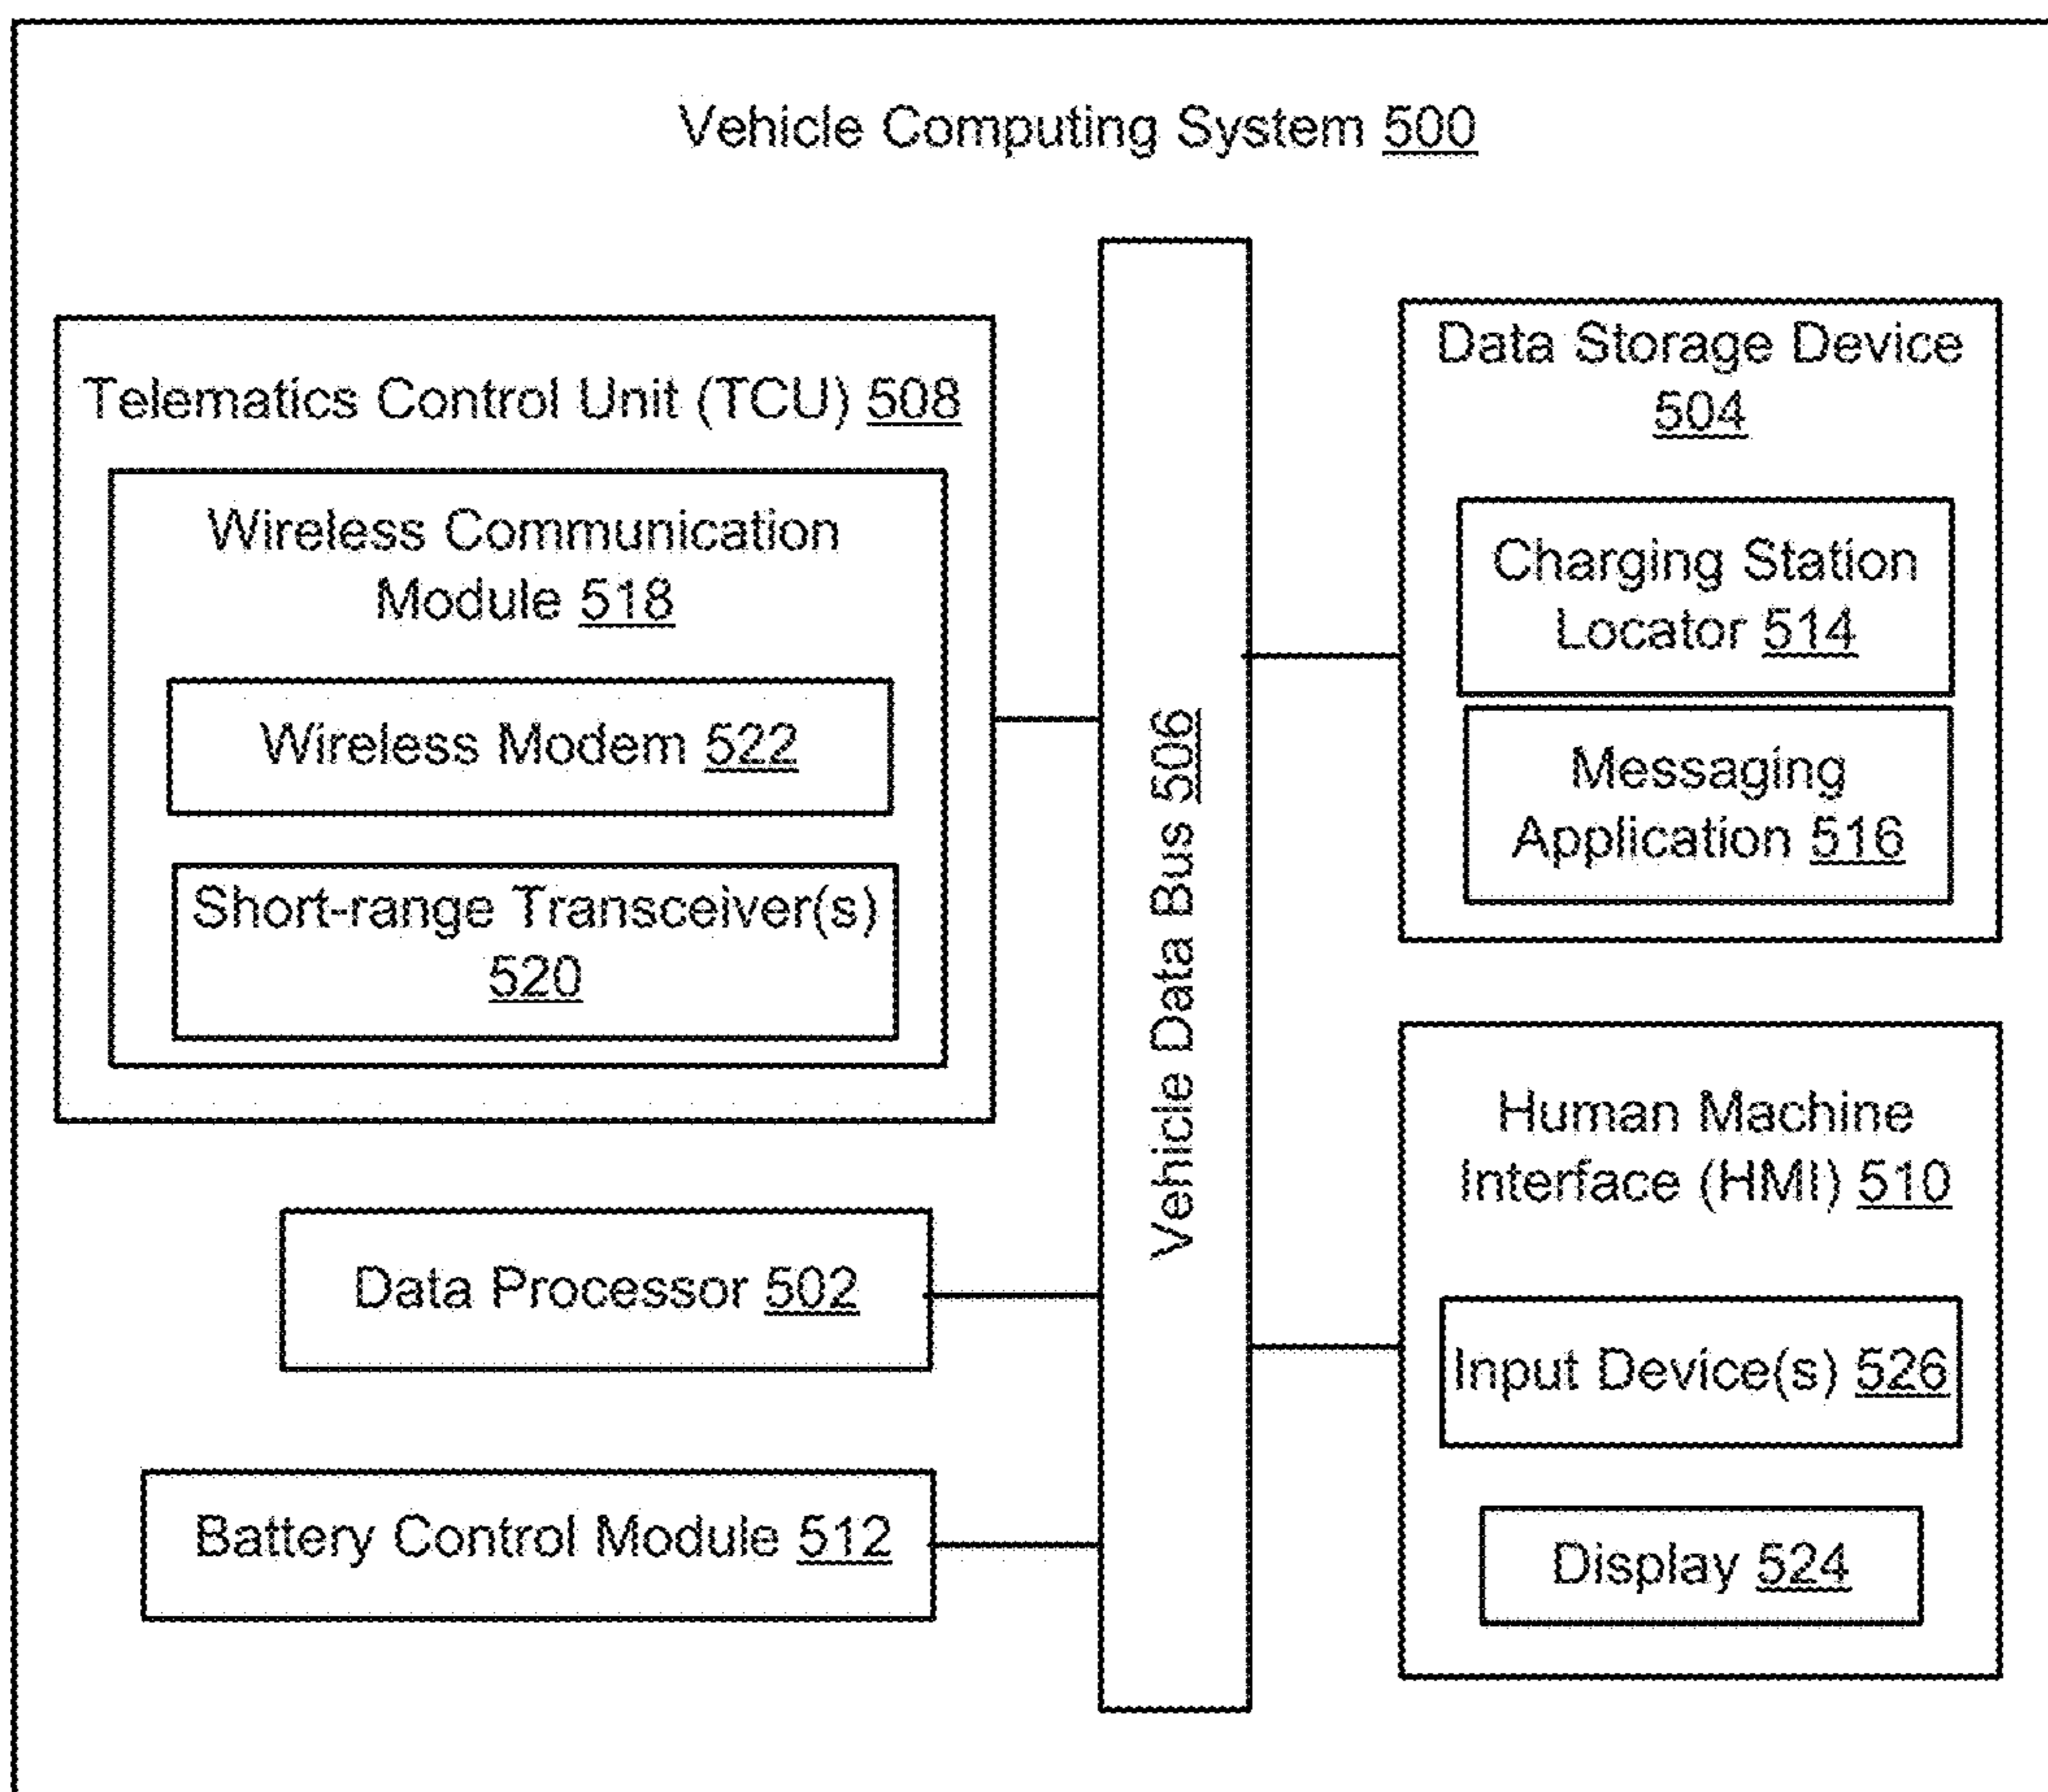 Vehicle Computing System 500
Telematics Control Unit (TCU) 508
Wireless Communication
Module 518
Wireless Modem 522
Short-range Transceiver(s)
520
Data Processor 502
Battery Control Module 512
Vehicle Data Bus 506
Data Storage Device
504
Charging Station
Locator 514
Messaging
Application 516
Human Machine
Interface (HMI) 510
Input Device(s) 526
Display 524